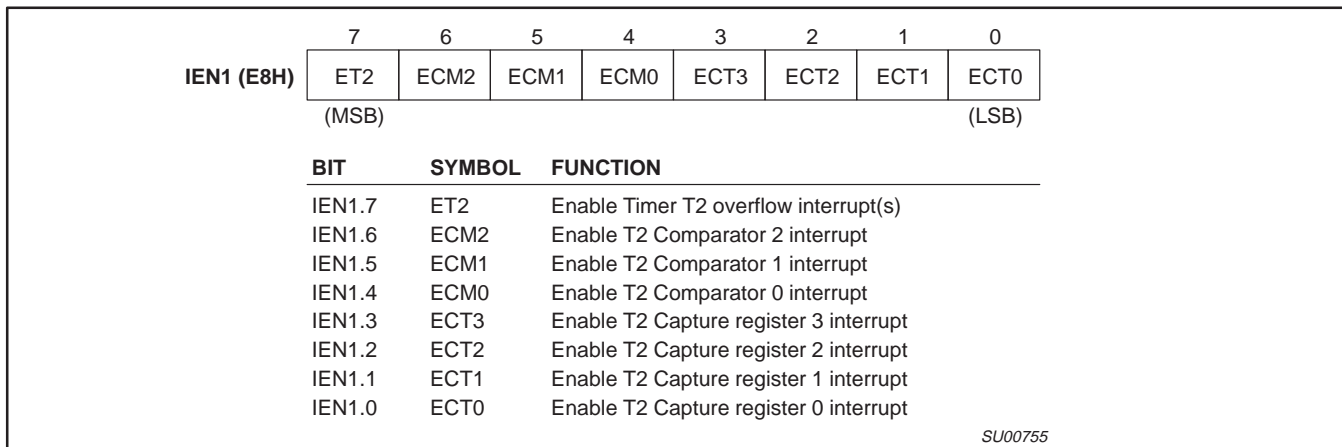 7 6 5 4 3 2 1 0
IEN1 (E8H) ET2 ECM2 ECM1 ECM0 ECT3 ECT2 ECT1 ECT0
(MSB) (LSB)
BIT SYMBOL FUNCTION
IEN1.7 ET2 Enable Timer T2 overflow interrupt(s)
IEN1.6 ECM2 Enable T2 Comparator 2 interrupt
IEN1.5 ECM1 Enable T2 Comparator 1 interrupt
IEN1.4 ECM0 Enable T2 Comparator 0 interrupt
IEN1.3 ECT3 Enable T2 Capture register 3 interrupt
IEN1.2 ECT2 Enable T2 Capture register 2 interrupt
IEN1.1 ECT1 Enable T2 Capture register 1 interrupt
IEN1.0 ECT0 Enable T2 Capture register 0 interrupt
SU00755